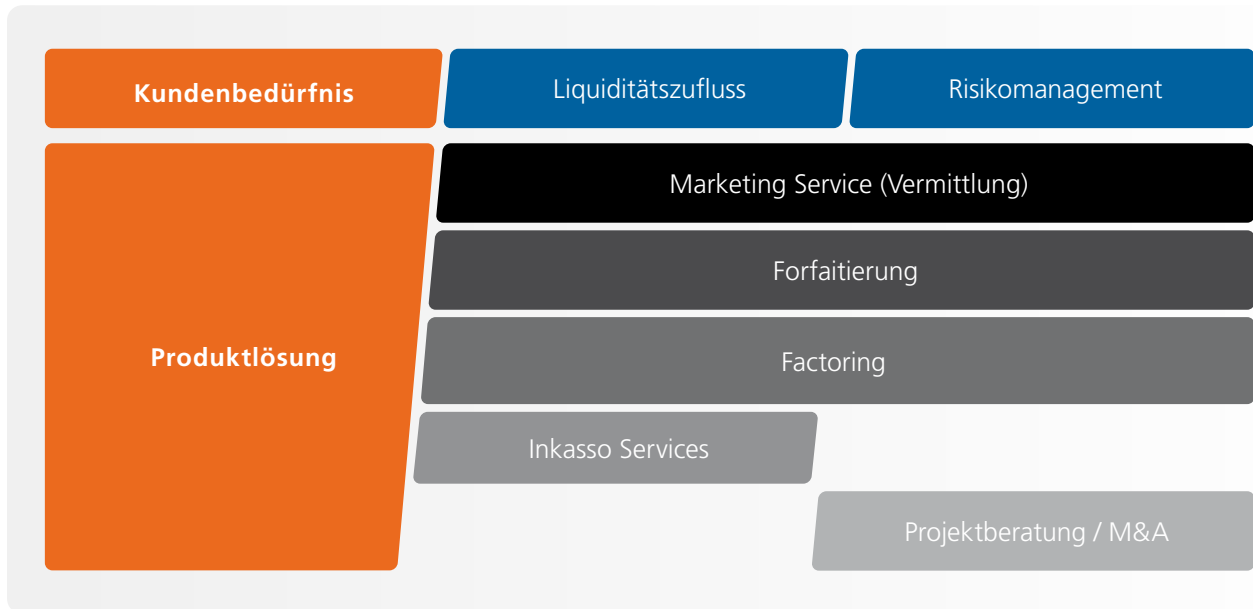 Kundenbedürfnis
Liquiditätszufluss
Risikomanagement
Produktlösung
Marketing Service (Vermittlung)
Forfaitierung
Factoring
Inkasso Services
Projektberatung / M&A